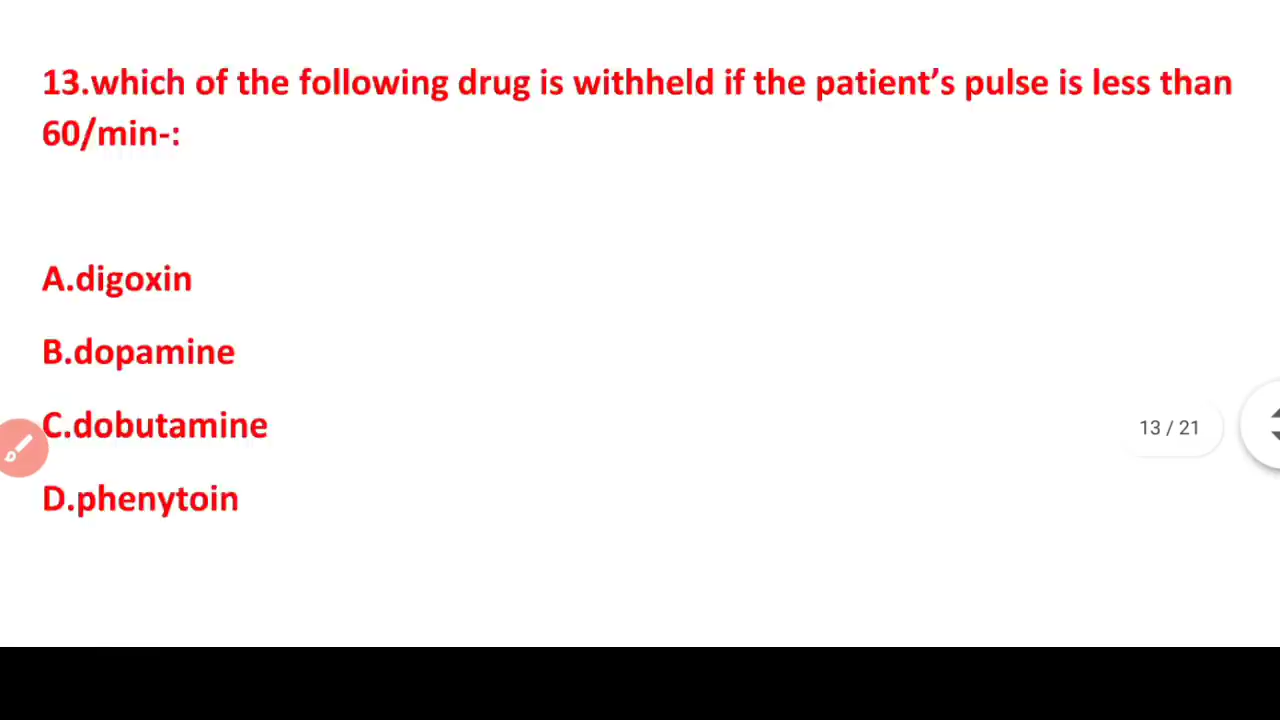 13.which of the following drug is withheld if the patient’s pulse is less than
60/min-:
A.digoxin
B.dopamine
C.dobutamine
13 / 21
D.phenytoin